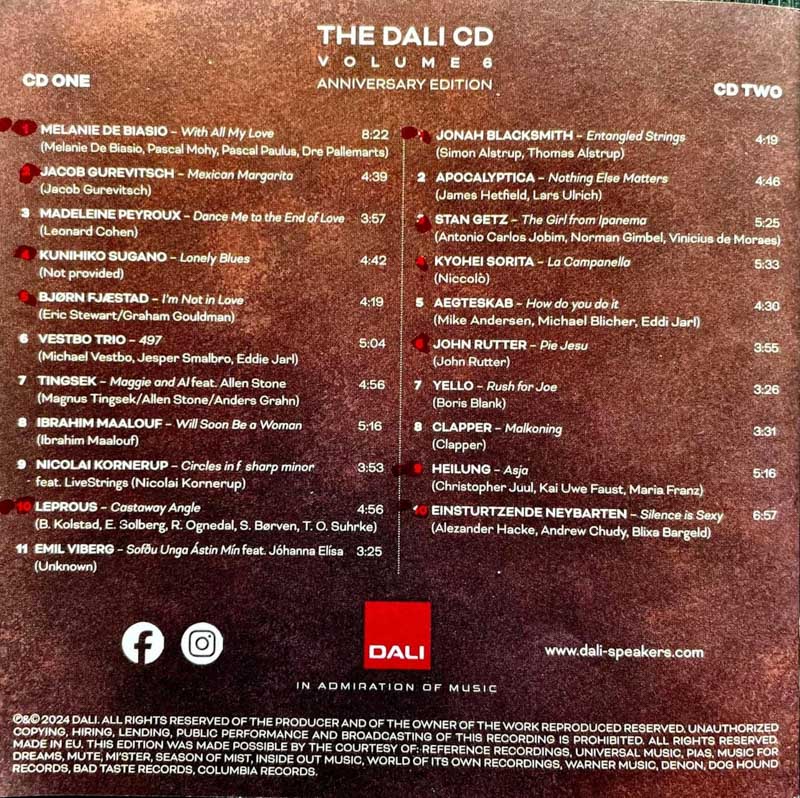 THE DALI CD
VOLUME 6
ANNIVERSARY EDITION
CD ONE
1 MELANIE DE BIASIO – With All My Love 8:22
(Melanie De Biasio, Pascal Mohy, Pascal Paulus, Dre Pallemarts)
2 JACOB GUREVITSCH – Mexican Margarita 4:39
(Jacob Gurevitsch)
3 MADELEINE PEYROUX – Dance Me to the End of Love 3:57
(Leonard Cohen)
4 KUNIHIKO SUGANO – Lonely Blues 4:42
(Not provided)
5 BJØRN FJÆSTAD – I'm Not in Love 4:19
(Eric Stewart/Graham Gouldman)
6 VESTBO TRIO – 497 5:04
(Michael Vestbo, Jesper Smalbro, Eddie Jarl)
7 TINGSEK – Maggie and Al feat. Allen Stone 4:56
(Magnus Tingsek/Allen Stone/Anders Grahn)
8 IBRAHIM MAALOUF – Will Soon Be a Woman 5:16
(Ibrahim Maalouf)
9 NICOLAI KORNERUP – Circles in f sharp minor 3:53
feat. LiveStrings (Nicolai Kornerup)
10 LEPROUS – Castaway Angle 4:56
(B. Kolstad, E. Solberg, R. Ognedal, S. Børven, T. O. Suhrke)
11 EMIL VIBERG – Sofðu Unga Ástin Mín feat. Jóhanna Elísa 3:25
(Unknown)
CD TWO
1 JONAH BLACKSMITH – Entangled Strings 4:19
(Simon Alstrup, Thomas Alstrup)
2 APOCALYPTICA – Nothing Else Matters 4:46
(James Hetfield, Lars Ulrich)
3 STAN GETZ – The Girl from Ipanema 5:25
(Antonio Carlos Jobim, Norman Gimbel, Vinicius de Moraes)
4 KYOHEI SORITA – La Campanella 5:33
(Niccolò)
5 AEGTESKAB – How do you do it 4:30
(Mike Andersen, Michael Blicher, Eddi Jarl)
6 JOHN RUTTER – Pie Jesu 3:55
(John Rutter)
7 YELLO – Rush for Joe 3:26
(Boris Blank)
8 CLAPPER – Malkoning 3:31
(Clapper)
9 HEILUNG – Asja 5:16
(Christopher Juul, Kai Uwe Faust, Maria Franz)
10 EINSTURTZENDE NEYBARTEN – Silence is Sexy 6:57
(Alezander Hacke, Andrew Chudy, Blixa Bargeld)
DALI
IN ADMIRATION OF MUSIC
www.dali-speakers.com
℗&© 2024 DALI. ALL RIGHTS RESERVED OF THE PRODUCER AND OF THE OWNER OF THE WORK REPRODUCED RESERVED. UNAUTHORIZED
COPYING, HIRING, LENDING, PUBLIC PERFORMANCE AND BROADCASTING OF THIS RECORDING IS PROHIBITED. ALL RIGHTS RESERVED.
MADE IN EU. THIS EDITION WAS MADE POSSIBLE BY THE COURTESY OF: REFERENCE RECORDINGS, UNIVERSAL MUSIC, PIAS, MUSIC FOR
DREAMS, MUTE, MI'STER, SEASON OF MIST, INSIDE OUT MUSIC, WORLD OF ITS OWN RECORDINGS, WARNER MUSIC, DENON, DOG HOUND
RECORDS, BAD TASTE RECORDS, COLUMBIA RECORDS.